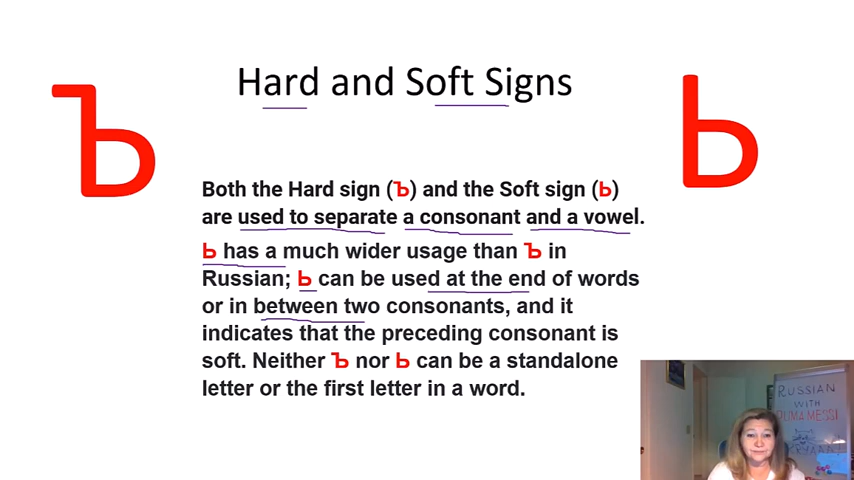 Hard and Soft Signs
Ъ
Ь
Both the Hard sign (Ъ) and the Soft sign (Ь)
are used to separate a consonant and a vowel.
Ь has a much wider usage than Ъ in
Russian; Ь can be used at the end of words
or in between two consonants, and it
indicates that the preceding consonant is
soft. Neither Ъ nor Ь can be a standalone
letter or the first letter in a word.
RUSSIAN
WITH